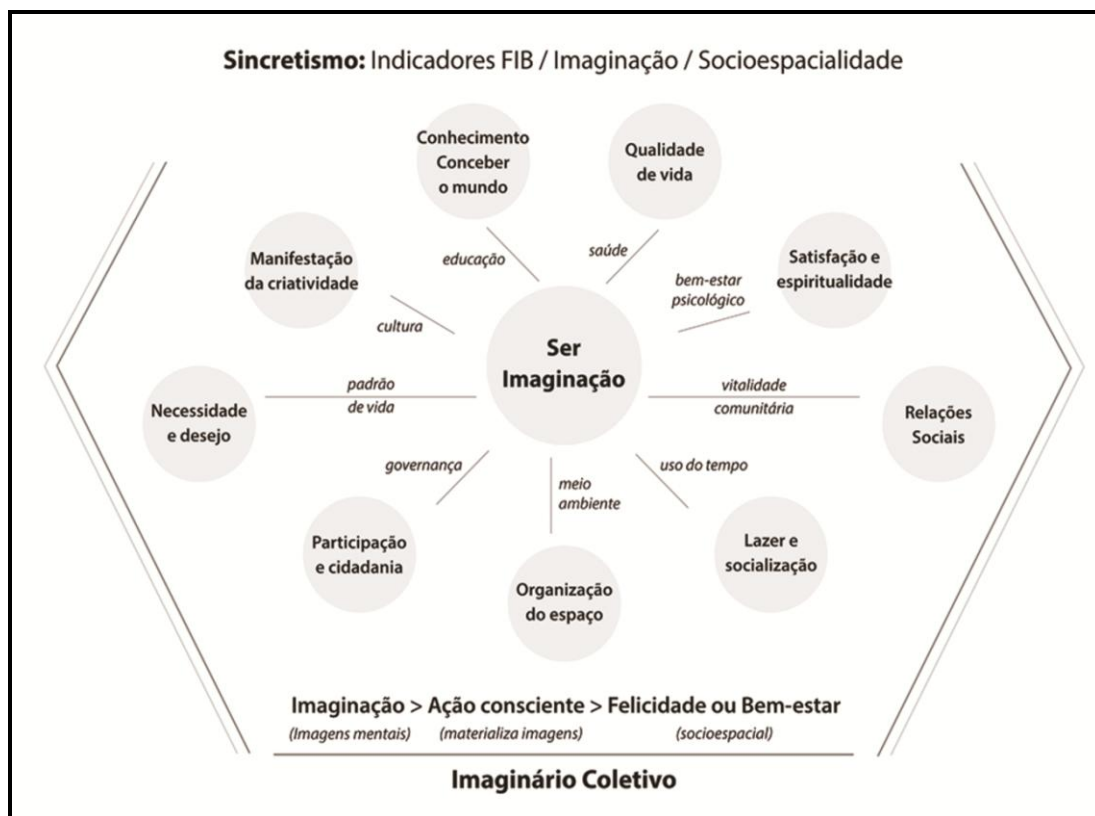 Sincretismo: Indicadores FIB / Imaginação / Socioespacialidade
Conhecimento
Conceber
o mundo
Qualidade
de vida
educação
saúde
Manifestação
da criatividade
Satisfação e
espiritualidade
cultura
bem-estar
psicológico
Ser
Imaginação
Necessidade
e desejo
padrão
de vida
vitalidade
comunitária
Relações
Sociais
governança
meio
ambiente
uso do tempo
Participação
e cidadania
Organização
do espaço
Lazer e
socialização
Imaginação > Ação consciente > Felicidade ou Bem-estar
(Imagens mentais) (materializa imagens) (socioespacial)
Imaginário Coletivo